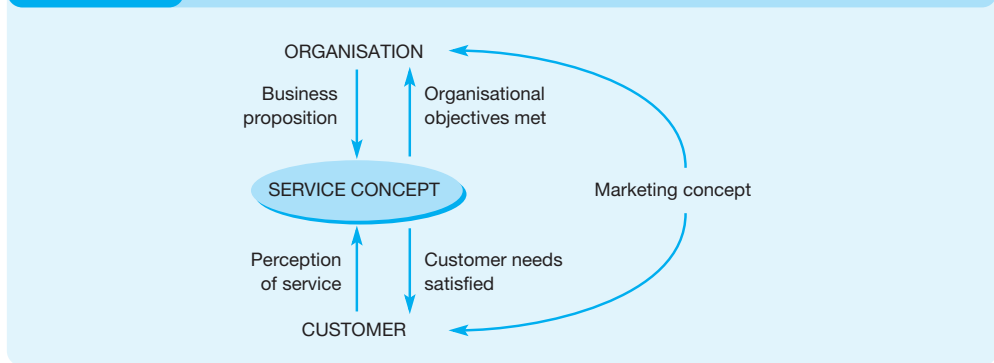 ORGANISATION
Business
proposition
Organisational
objectives met
SERVICE CONCEPT
Marketing concept
Perception
of service
Customer needs
satisfied
CUSTOMER